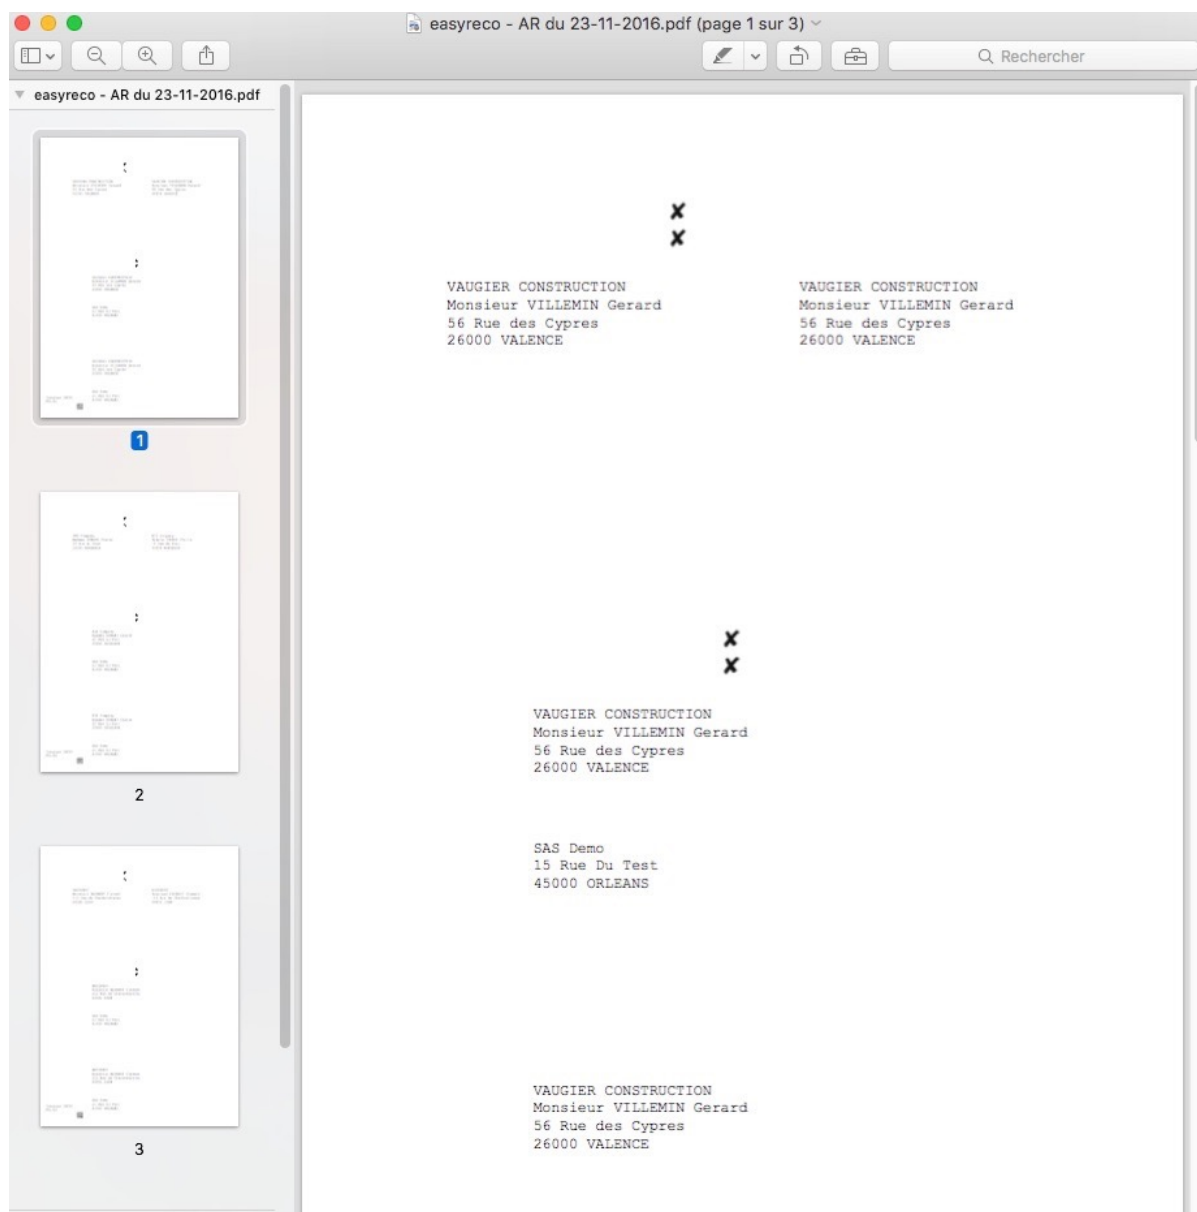 easyreco - AR du 23-11-2016.pdf (page 1 sur 3)
Rechercher
easyreco - AR du 23-11-2016.pdf
1
2
3
✘
✘
VAUGIER CONSTRUCTION
Monsieur VILLEMIN Gerard
56 Rue des Cypres
26000 VALENCE
VAUGIER CONSTRUCTION
Monsieur VILLEMIN Gerard
56 Rue des Cypres
26000 VALENCE
✘
✘
VAUGIER CONSTRUCTION
Monsieur VILLEMIN Gerard
56 Rue des Cypres
26000 VALENCE
SAS Demo
15 Rue Du Test
45000 ORLEANS
VAUGIER CONSTRUCTION
Monsieur VILLEMIN Gerard
56 Rue des Cypres
26000 VALENCE